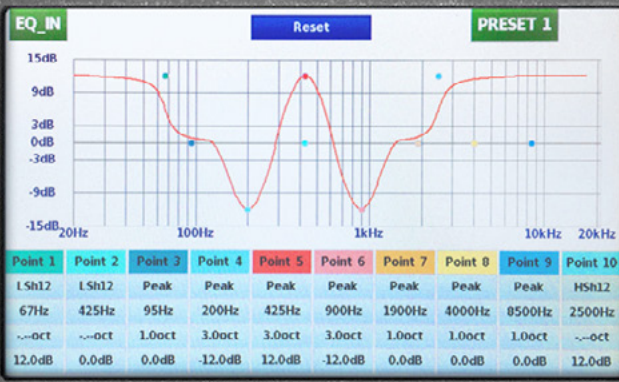 EQ_IN Reset PRESET 1
15dB
9dB
3dB
0dB
-3dB
-9dB
-15dB
20Hz 100Hz 1kHz 10kHz 20kHz
Point 1 Point 2 Point 3 Point 4 Point 5 Point 6 Point 7 Point 8 Point 9 Point 10
LSh12 LSh12 Peak Peak Peak Peak Peak Peak Peak HSh12
67Hz 425Hz 95Hz 200Hz 425Hz 900Hz 1900Hz 4000Hz 8500Hz 2500Hz
-.--oct -.--oct 1.0oct 3.0oct 3.0oct 3.0oct 1.0oct 1.0oct 1.0oct -.--oct
12.0dB 0.0dB 0.0dB -12.0dB 12.0dB -12.0dB 0.0dB 0.0dB 0.0dB 12.0dB